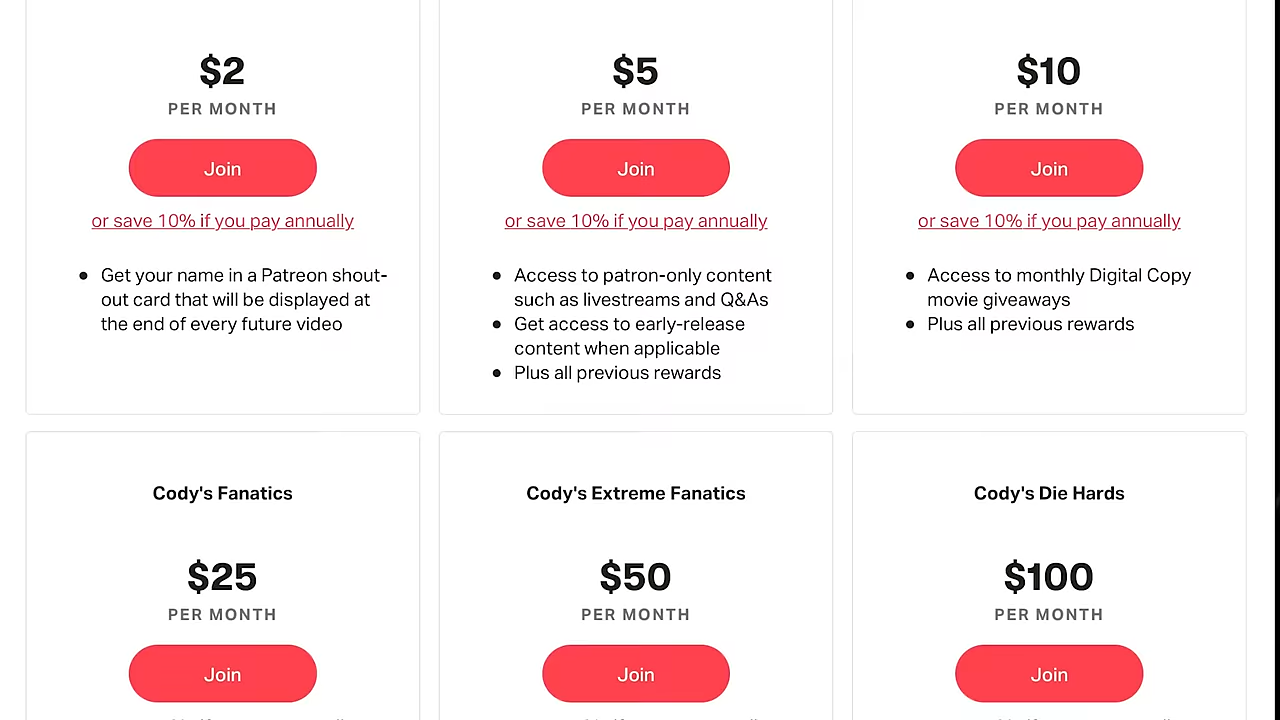 $2
PER MONTH
Join
or save 10% if you pay annually
Get your name in a Patreon shout-
out card that will be displayed at
the end of every future video
$5
PER MONTH
Join
or save 10% if you pay annually
Access to patron-only content
such as livestreams and Q&As
Get access to early-release
content when applicable
Plus all previous rewards
$10
PER MONTH
Join
or save 10% if you pay annually
Access to monthly Digital Copy
movie giveaways
Plus all previous rewards
Cody's Fanatics
$25
PER MONTH
Join
Cody's Extreme Fanatics
$50
PER MONTH
Join
Cody's Die Hards
$100
PER MONTH
Join